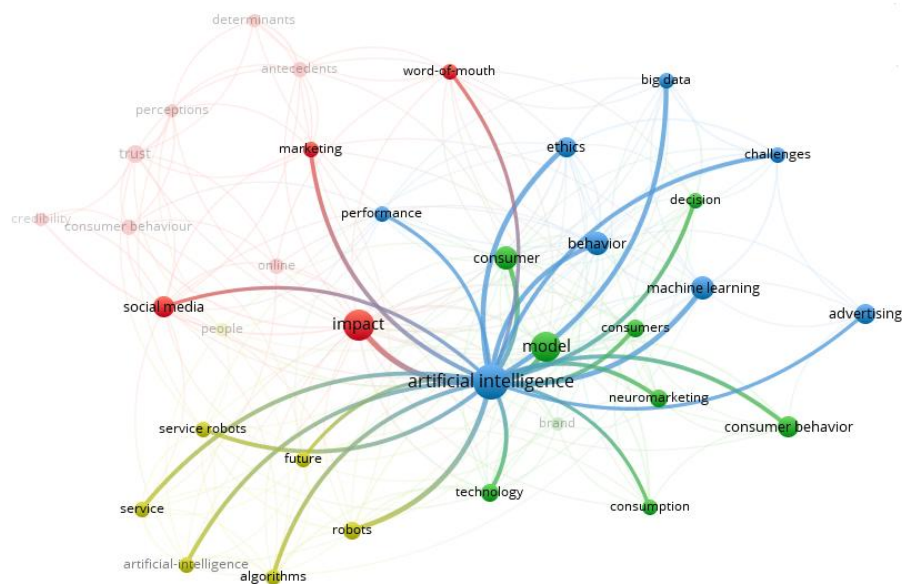 determinants
antecedents
word-of-mouth
big data
perceptions
marketing
ethics
trust
challenges
decision
performance
credibility
consumer behaviour
behavior
consumer
online
machine learning
social media
advertising
people
impact
consumers
model
artificial intelligence
neuromarketing
brand
consumer behavior
service robots
future
technology
service
consumption
robots
artificial-intelligence
algorithms